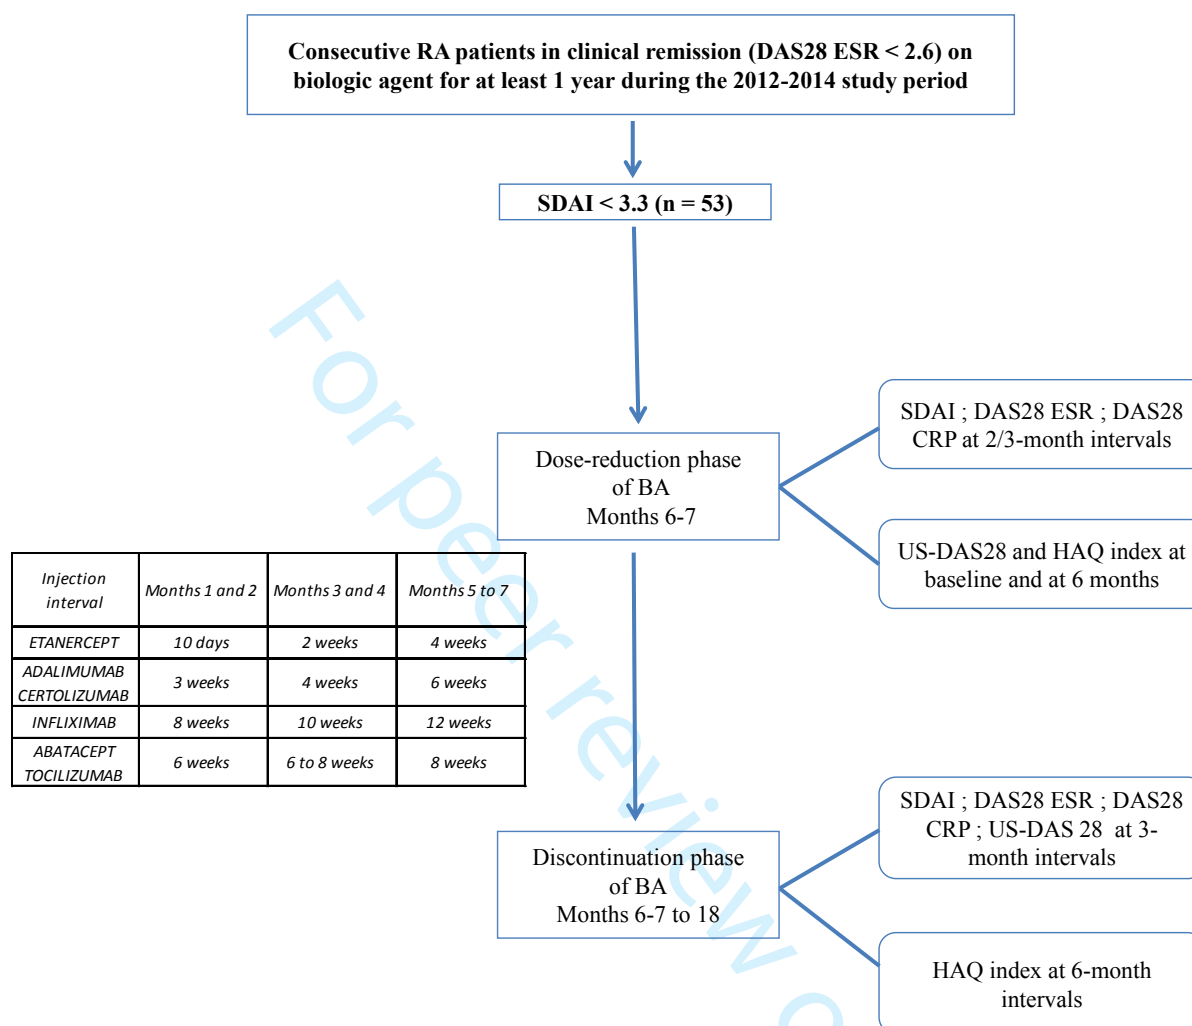 Consecutive RA patients in clinical remission (DAS28 ESR < 2.6) on
biologic agent for at least 1 year during the 2012-2014 study period
SDAI < 3.3 (n = 53)
Dose-reduction phase
of BA
Months 6-7
SDAI ; DAS28 ESR ; DAS28
CRP at 2/3-month intervals
US-DAS28 and HAQ index at
baseline and at 6 months
Injection
interval
Months 1 and 2
Months 3 and 4
Months 5 to 7
ETANERCEPT
10 days
2 weeks
4 weeks
ADALIMUMAB
CERTOLIZUMAB
3 weeks
4 weeks
6 weeks
INFLIXIMAB
8 weeks
10 weeks
12 weeks
ABATACEPT
TOCILIZUMAB
6 weeks
6 to 8 weeks
8 weeks
Discontinuation phase
of BA
Months 6-7 to 18
SDAI ; DAS28 ESR ; DAS28
CRP ; US-DAS 28 at 3-
month intervals
HAQ index at 6-month
intervals
For peer review